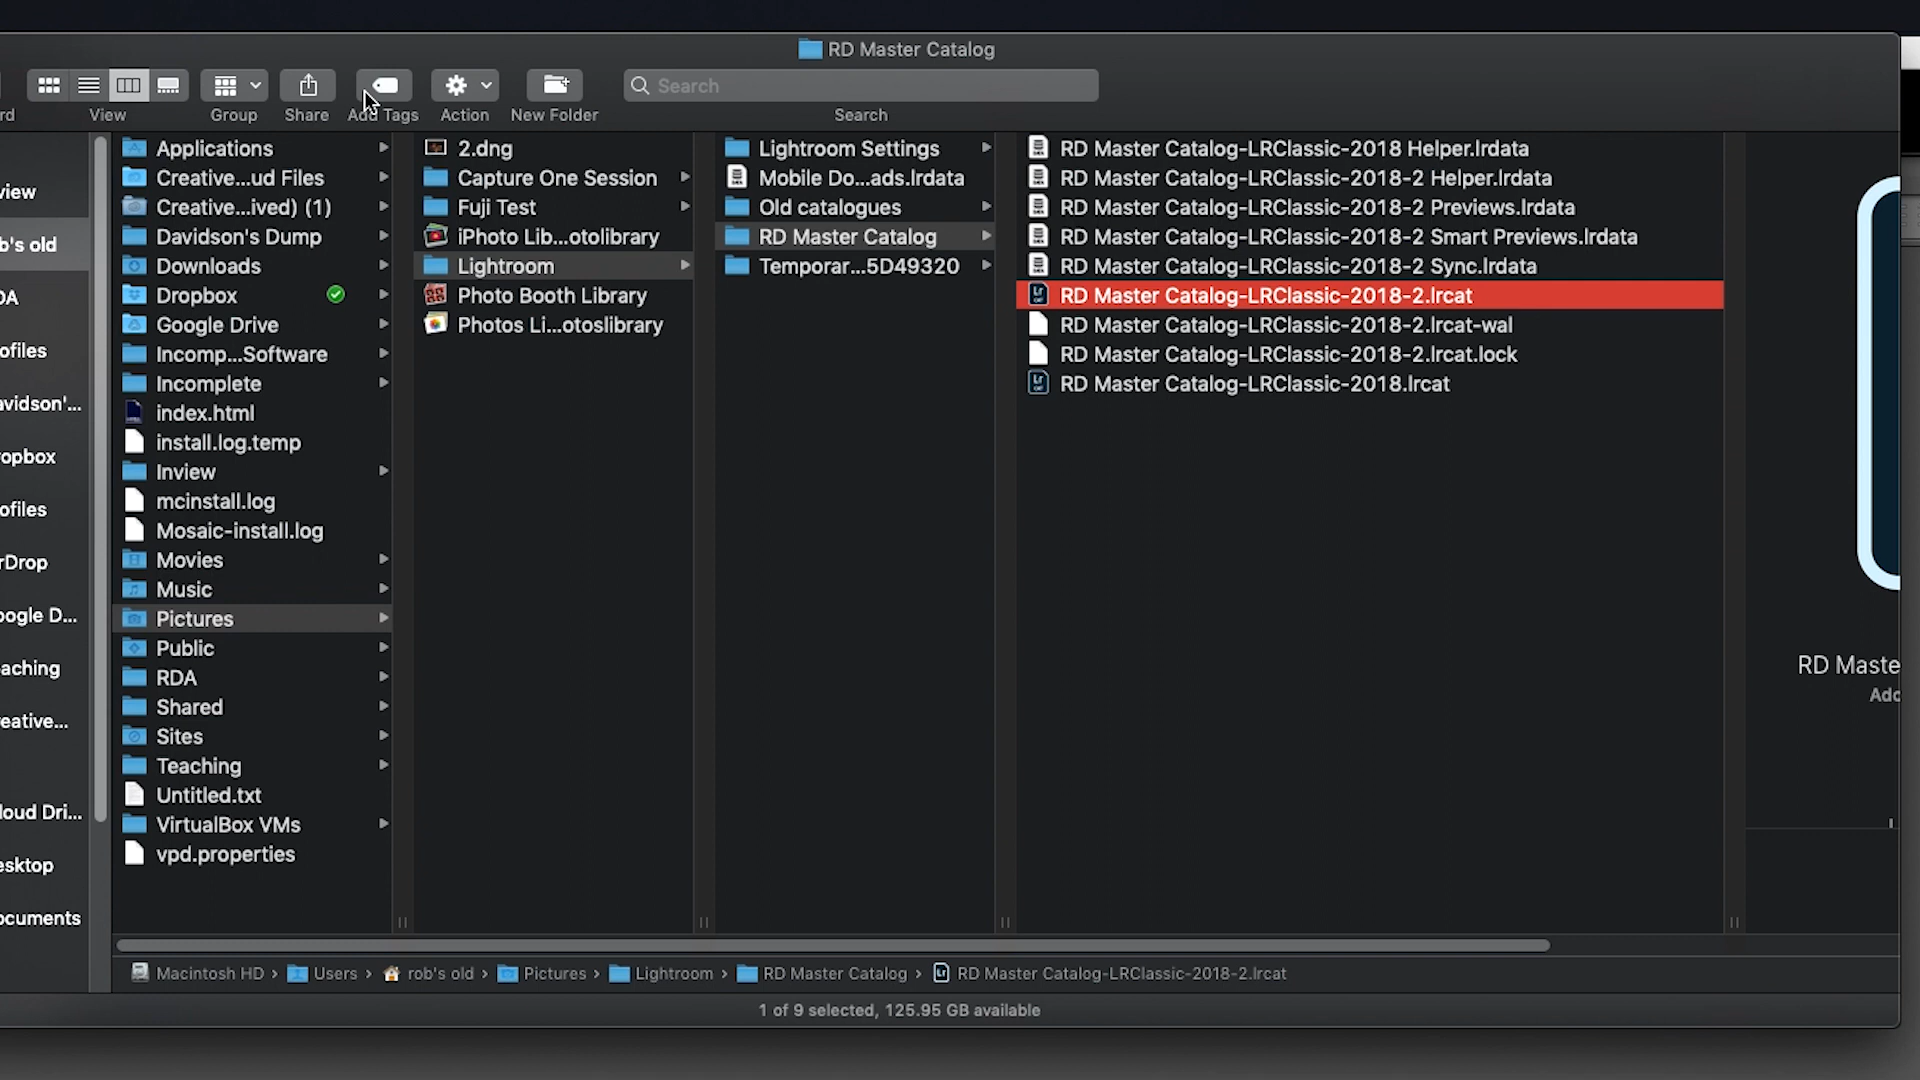 RD Master Catalog
Search
rd
View
Group
Share
Add Tags
Action
New Folder
Search
view
b's old
DA
ofiles
avidson'...
opbox
ofiles
rDrop
oogle D...
aching
eative...
loud Dri...
esktop
ocuments
Applications
Creative...ud Files
Creative...ived) (1)
Davidson's Dump
Downloads
Dropbox
Google Drive
Incomp...Software
Incomplete
index.html
install.log.temp
Inview
mcinstall.log
Mosaic-install.log
Movies
Music
Pictures
Public
RDA
Shared
Sites
Teaching
Untitled.txt
VirtualBox VMs
vpd.properties
2.dng
Capture One Session
Fuji Test
iPhoto Lib...otolibrary
Lightroom
Photo Booth Library
Photos Li...otoslibrary
Lightroom Settings
Mobile Do...ads.lrdata
Old catalogues
RD Master Catalog
Temporar...5D49320
RD Master Catalog-LRClassic-2018 Helper.lrdata
RD Master Catalog-LRClassic-2018-2 Helper.lrdata
RD Master Catalog-LRClassic-2018-2 Previews.lrdata
RD Master Catalog-LRClassic-2018-2 Smart Previews.lrdata
RD Master Catalog-LRClassic-2018-2 Sync.lrdata
RD Master Catalog-LRClassic-2018-2.lrcat
RD Master Catalog-LRClassic-2018-2.lrcat-wal
RD Master Catalog-LRClassic-2018-2.lrcat.lock
RD Master Catalog-LRClassic-2018.lrcat
RD Maste
Adc
Macintosh HD › Users › rob's old › Pictures › Lightroom › RD Master Catalog › RD Master Catalog-LRClassic-2018-2.lrcat
1 of 9 selected, 125.95 GB available